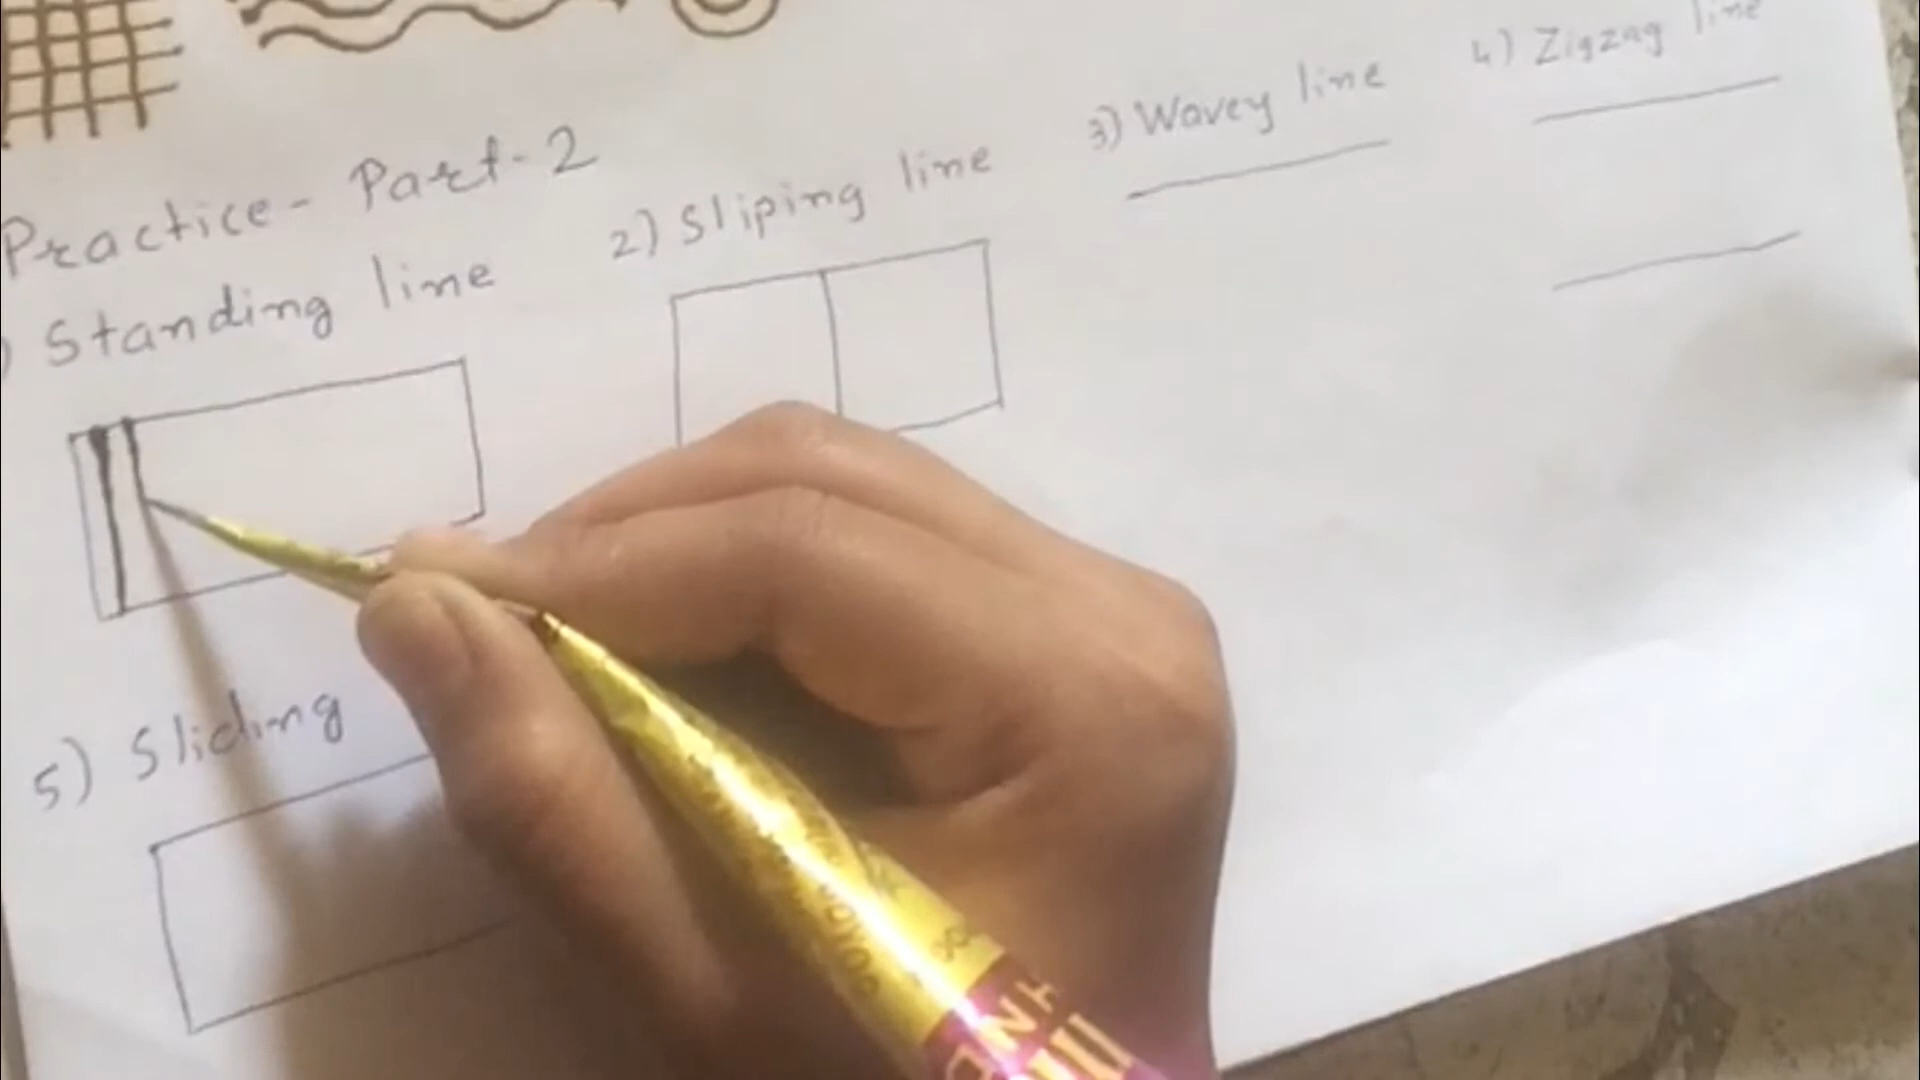 Practice - Part-2
) Standing line
2) Sliping line
3) Wavey line
4) Zigzag line
5) Sliding